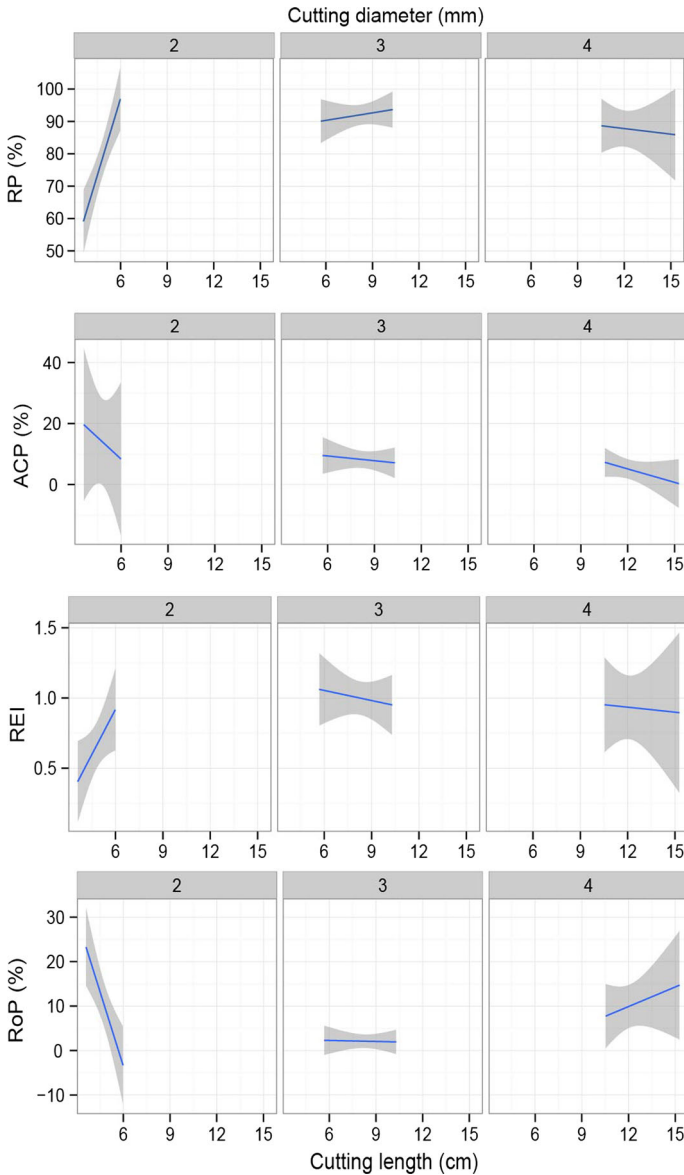 Cutting diameter (mm)
2 3 4
RP (%)
100
90
80
70
60
50
6 9 12 15 6 9 12 15 6 9 12 15
2 3 4
ACP (%)
40
20
0
6 9 12 15 6 9 12 15 6 9 12 15
2 3 4
REI
1.5
1.0
0.5
6 9 12 15 6 9 12 15 6 9 12 15
2 3 4
RoP (%)
30
20
10
0
−10
6 9 12 15 6 9 12 15 6 9 12 15
Cutting length (cm)